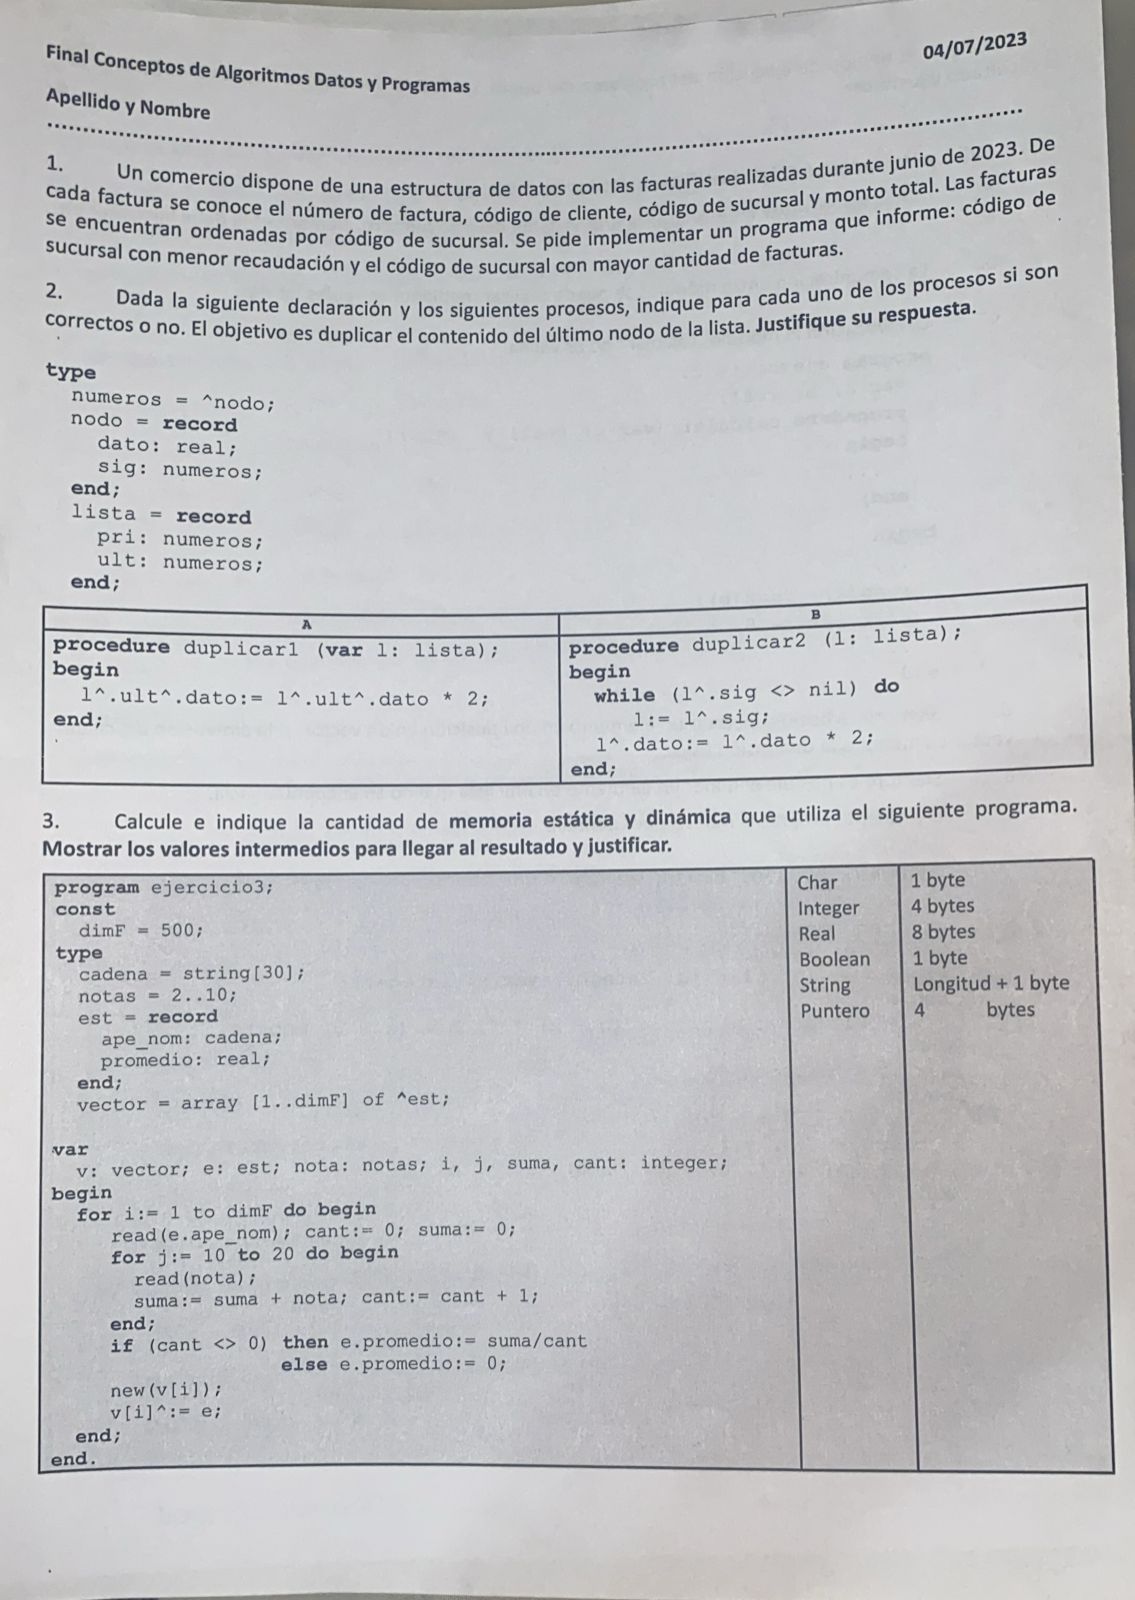 Final Conceptos de Algoritmos Datos y Programas
04/07/2023
Apellido y Nombre
1. Un comercio dispone de una estructura de datos con las facturas realizadas durante junio de 2023. De
cada factura se conoce el número de factura, código de cliente, código de sucursal y monto total. Las facturas
se encuentran ordenadas por código de sucursal. Se pide implementar un programa que informe: código de
sucursal con menor recaudación y el código de sucursal con mayor cantidad de facturas.
2. Dada la siguiente declaración y los siguientes procesos, indique para cada uno de los procesos si son
correctos o no. El objetivo es duplicar el contenido del último nodo de la lista. Justifique su respuesta.
type
numeros = ^nodo;
nodo = record
dato: real;
sig: numeros;
end;
lista = record
pri: numeros;
ult: numeros;
end;
A
procedure duplicar1 (var l: lista);
begin
l^.ult^.dato:= l^.ult^.dato * 2;
end;
B
procedure duplicar2 (l: lista);
begin
while (l^.sig <> nil) do
l:= l^.sig;
l^.dato:= l^.dato * 2;
end;
3. Calcule e indique la cantidad de memoria estática y dinámica que utiliza el siguiente programa.
Mostrar los valores intermedios para llegar al resultado y justificar.
program ejercicio3;
const
dimF = 500;
type
cadena = string[30];
notas = 2..10;
est = record
ape_nom: cadena;
promedio: real;
end;
vector = array [1..dimF] of ^est;
var
v: vector; e: est; nota: notas; i, j, suma, cant: integer;
begin
for i:= 1 to dimF do begin
read(e.ape_nom); cant:= 0; suma:= 0;
for j:= 10 to 20 do begin
read(nota);
suma:= suma + nota; cant:= cant + 1;
end;
if (cant <> 0) then e.promedio:= suma/cant
else e.promedio:= 0;
new(v[i]);
v[i]^:= e;
end;
end.
Char 1 byte
Integer 4 bytes
Real 8 bytes
Boolean 1 byte
String Longitud + 1 byte
Puntero 4 bytes